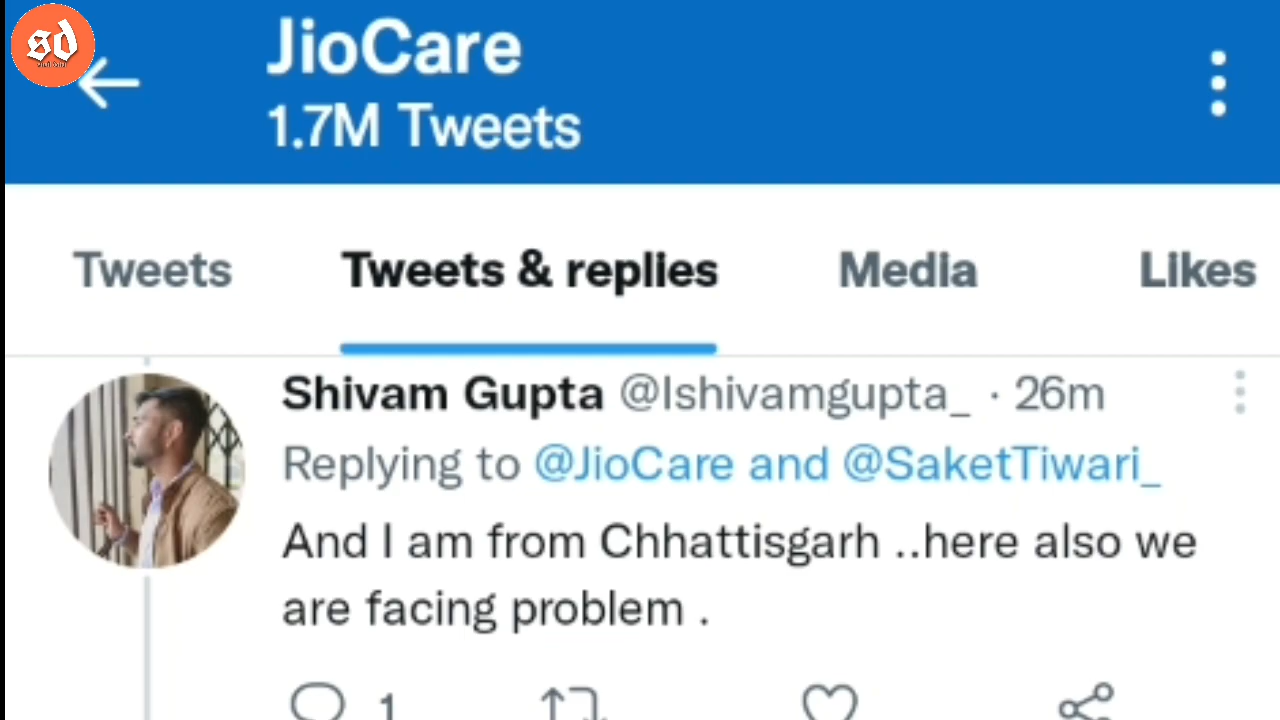 sd
JioCare
1.7M Tweets
Tweets Tweets & replies Media Likes
Shivam Gupta @Ishivamgupta_ · 26m
Replying to @JioCare and @SaketTiwari_
And I am from Chhattisgarh ..here also we
are facing problem .
1